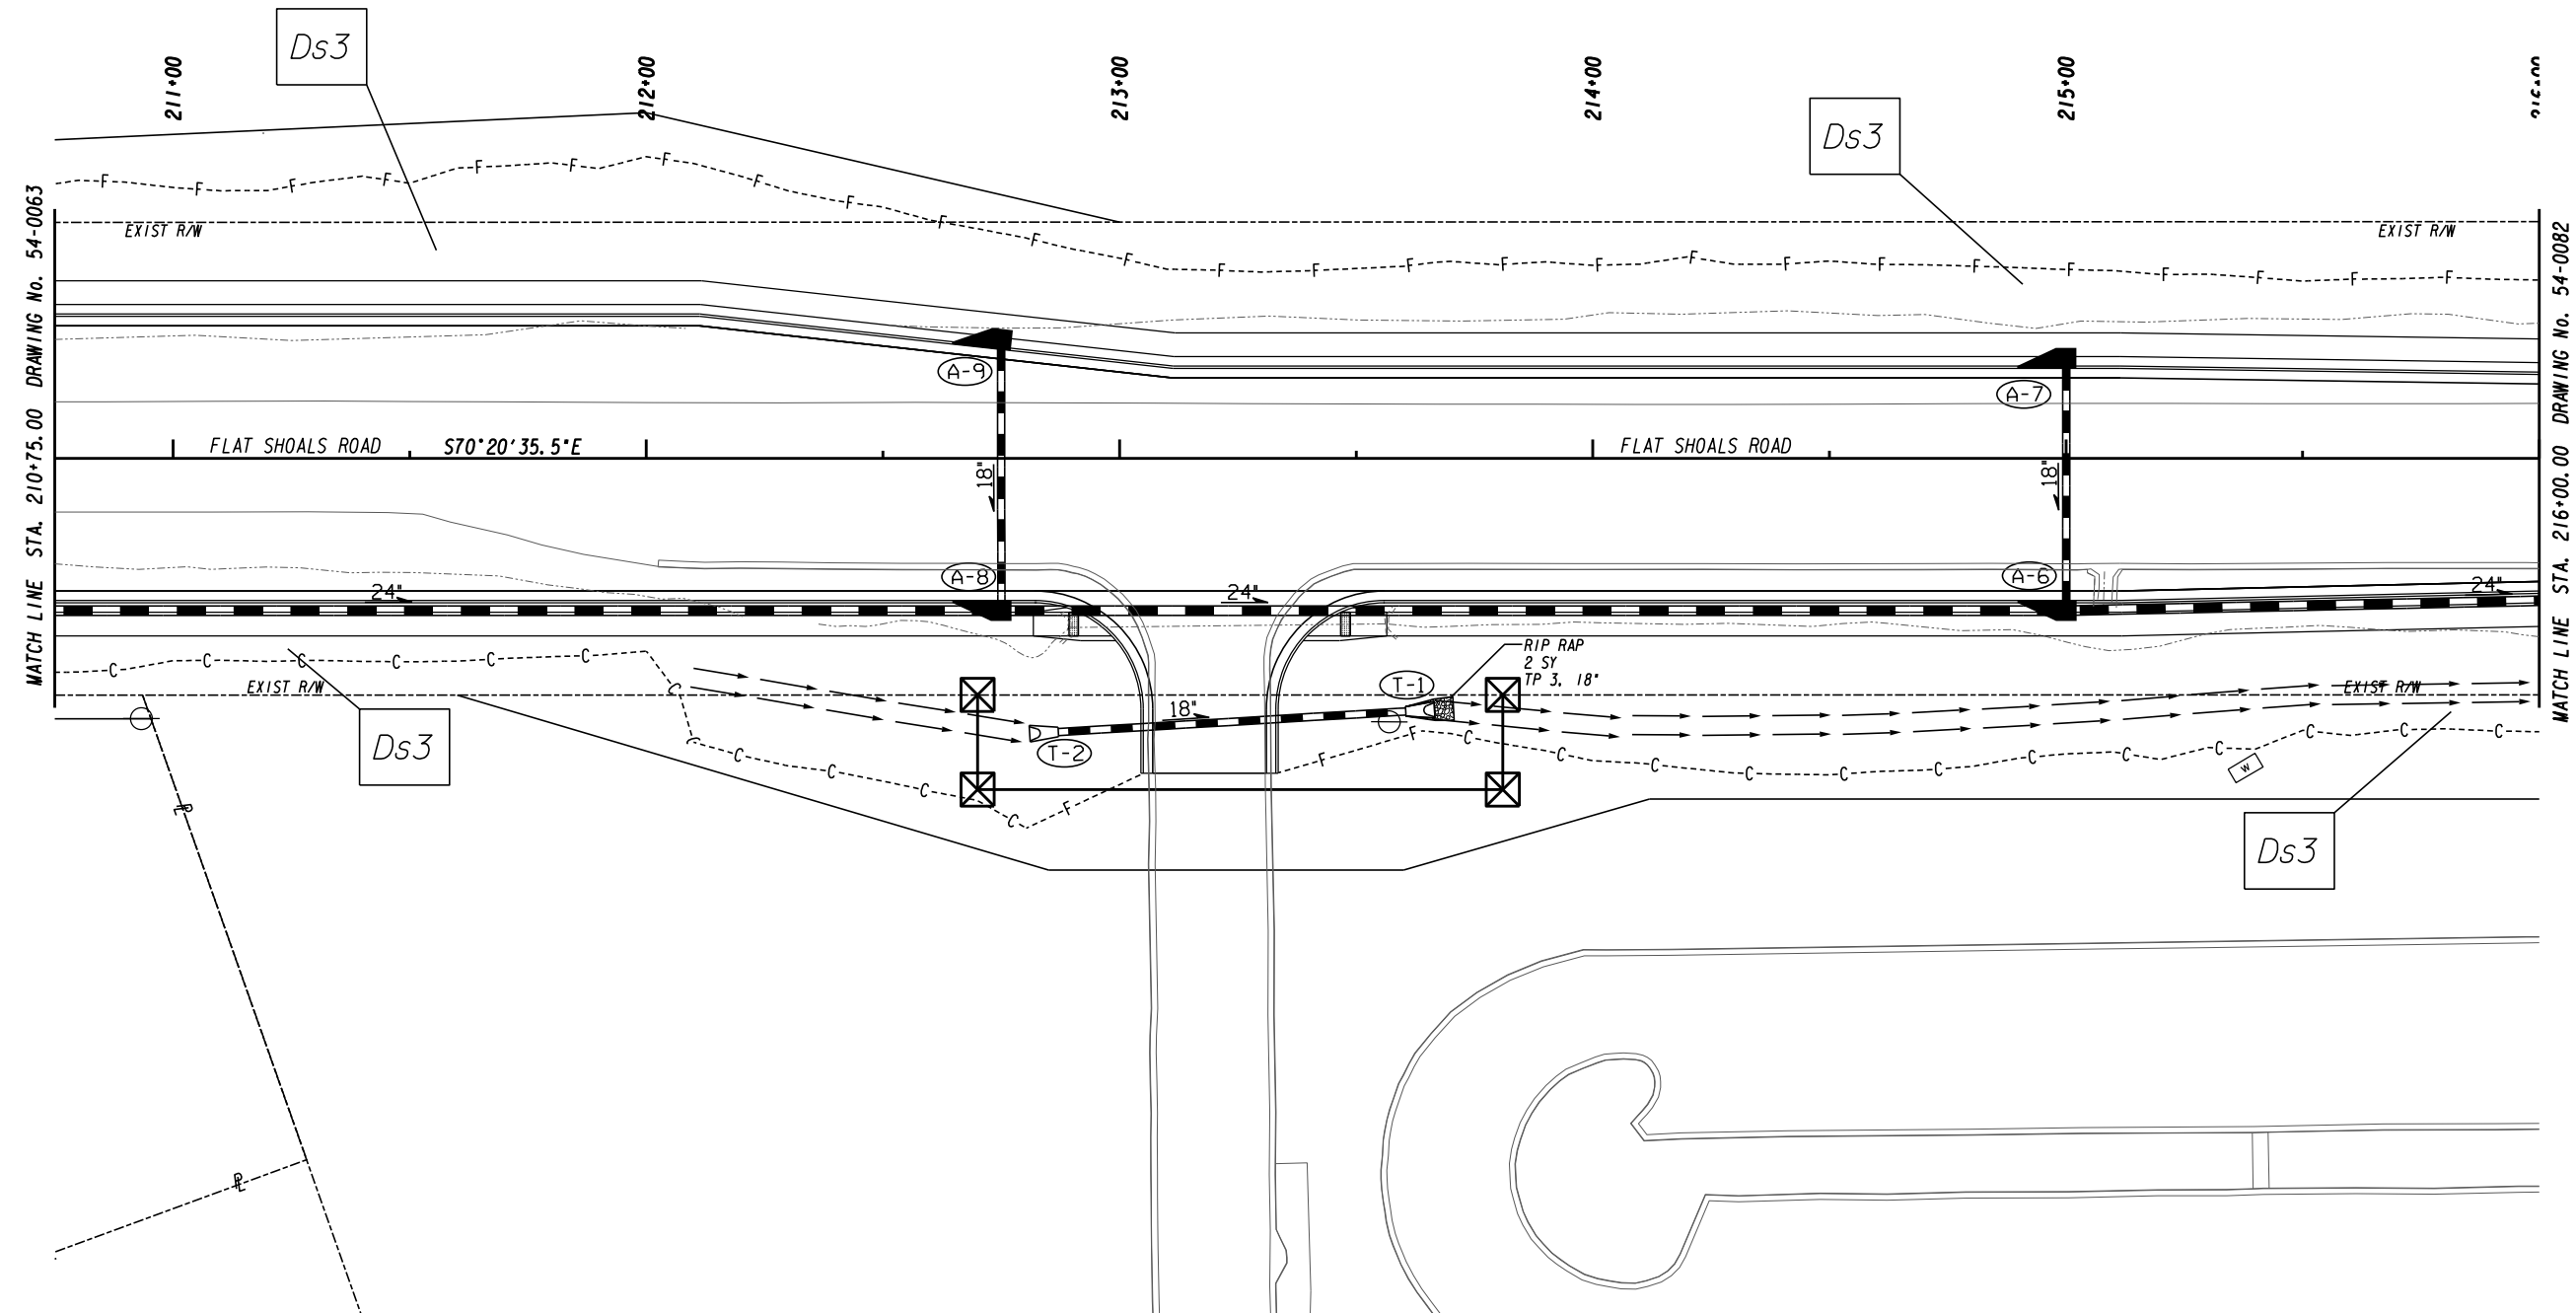 Ds3
Ds3
211+00
212+00
213+00
214+00
215+00
MATCH LINE STA. 210+75.00 DRAWING No. 54-0063
MATCH LINE STA. 216+00.00 DRAWING No. 54-0082
F F F F F F F F F F F F F F F F F F F F F F F F F F
EXIST R/W
EXIST R/W
A-9
A-7
FLAT SHOALS ROAD S70°20'35.5"E
FLAT SHOALS ROAD
18"
18"
A-8
A-6
24"
24"
24"
RIP RAP
2 SY
TP 3, 18"
C C C C C C C
EXIST R/W
T-1
EXIST R/W
18"
T-2
C C C C C
F
F F
C C C C C C C C C C C C
W
Ds3
Ds3
PL
PL